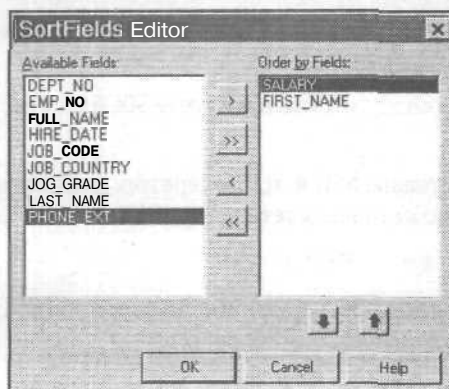 SortFields Editor
Available Fields:
DEPT_NO
EMP_NO
FULL_NAME
HIRE_DATE
JOB_CODE
JOB_COUNTRY
JOG_GRADE
LAST_NAME
PHONE_EXT
>
>>
<
<<
Order by Fields:
SALARY
FIRST_NAME
OK
Cancel
Help